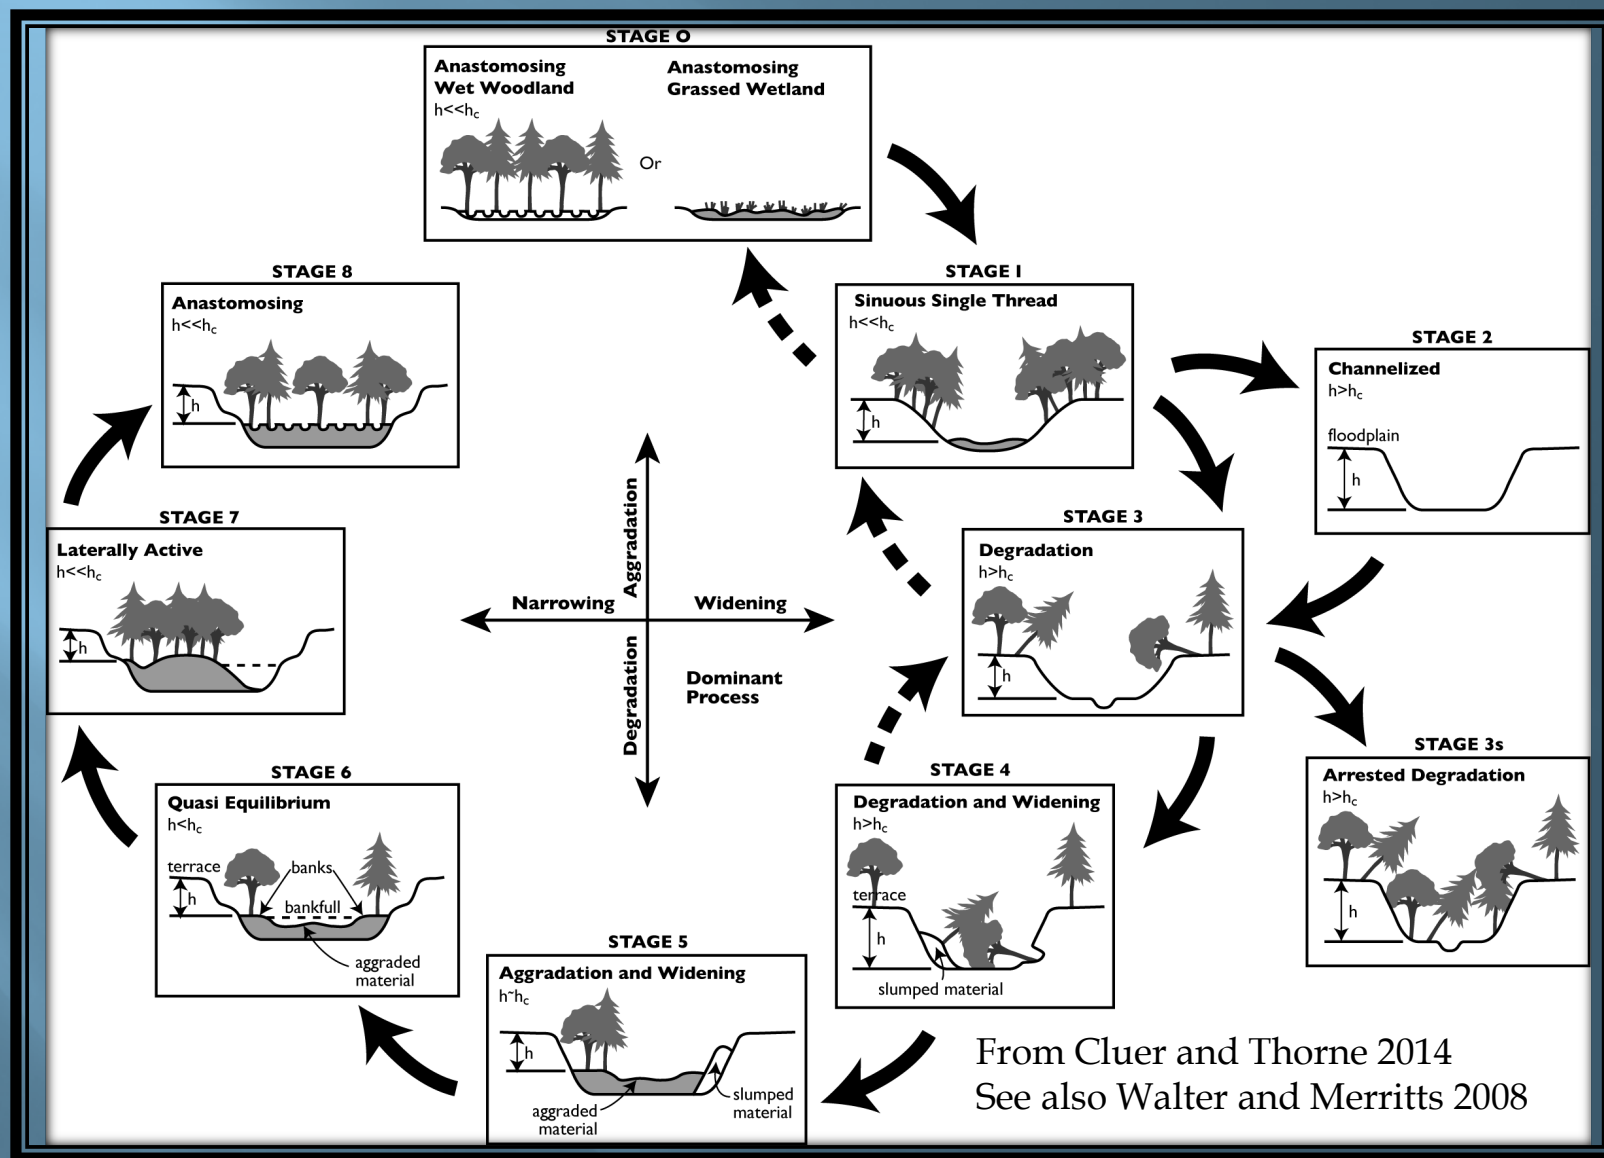 STAGE O
Anastomosing
Wet Woodland
h<<hc
Or
Anastomosing
Grassed Wetland
STAGE 8
Anastomosing
h<<hc
h
STAGE I
Sinuous Single Thread
h<<hc
h
STAGE 2
Channelized
h>hc
floodplain
h
STAGE 7
Laterally Active
h<<hc
h
Aggradation
Narrowing
Widening
Degradation
Dominant
Process
STAGE 3
Degradation
h>hc
h
STAGE 3s
Arrested Degradation
h>hc
h
STAGE 6
Quasi Equilibrium
h<hc
terrace
banks
h
bankfull
aggraded
material
STAGE 4
Degradation and Widening
h>hc
terrace
h
slumped material
STAGE 5
Aggradation and Widening
h~hc
h
aggraded
material
slumped
material
From Cluer and Thorne 2014
See also Walter and Merritts 2008